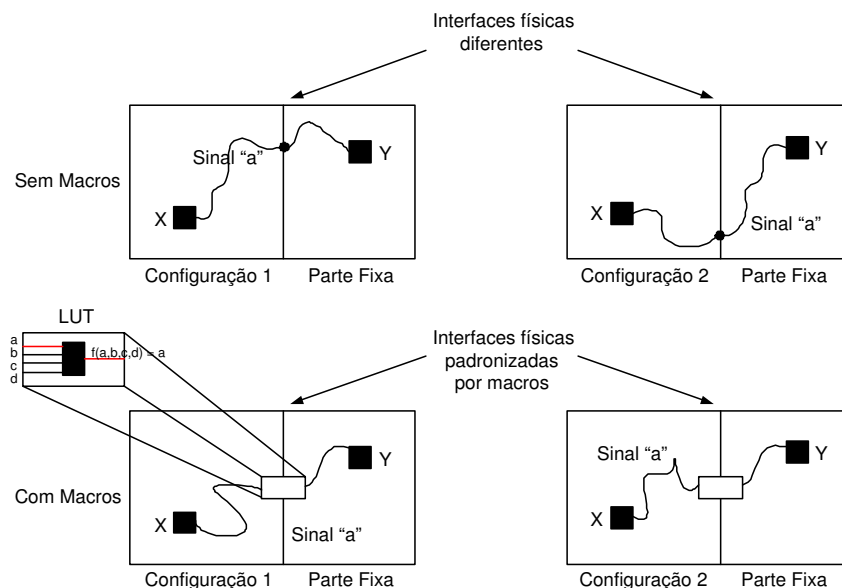 Interfaces físicas
diferentes
Sem Macros
Sinal “a”
X
Y
Configuração 1
Parte Fixa
X
Y
Sinal “a”
Configuração 2
Parte Fixa
LUT
a
b
c
d
f(a,b,c,d) = a
Interfaces físicas
padronizadas
por macros
Com Macros
X
Y
Sinal “a”
Configuração 1
Parte Fixa
Sinal “a”
X
Y
Configuração 2
Parte Fixa